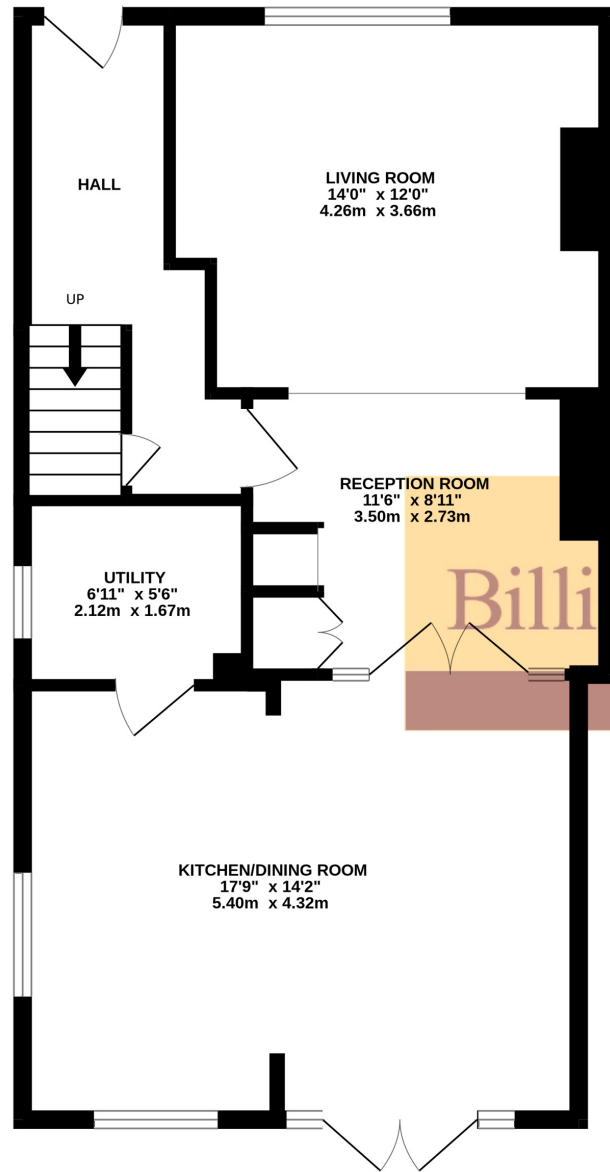 HALL
LIVING ROOM
14'0" x 12'0"
4.26m x 3.66m
UP
RECEPTION ROOM
11'6" x 8'11"
3.50m x 2.73m
UTILITY
6'11" x 5'6"
2.12m x 1.67m
Billi
KITCHEN/DINING ROOM
17'9" x 14'2"
5.40m x 4.32m